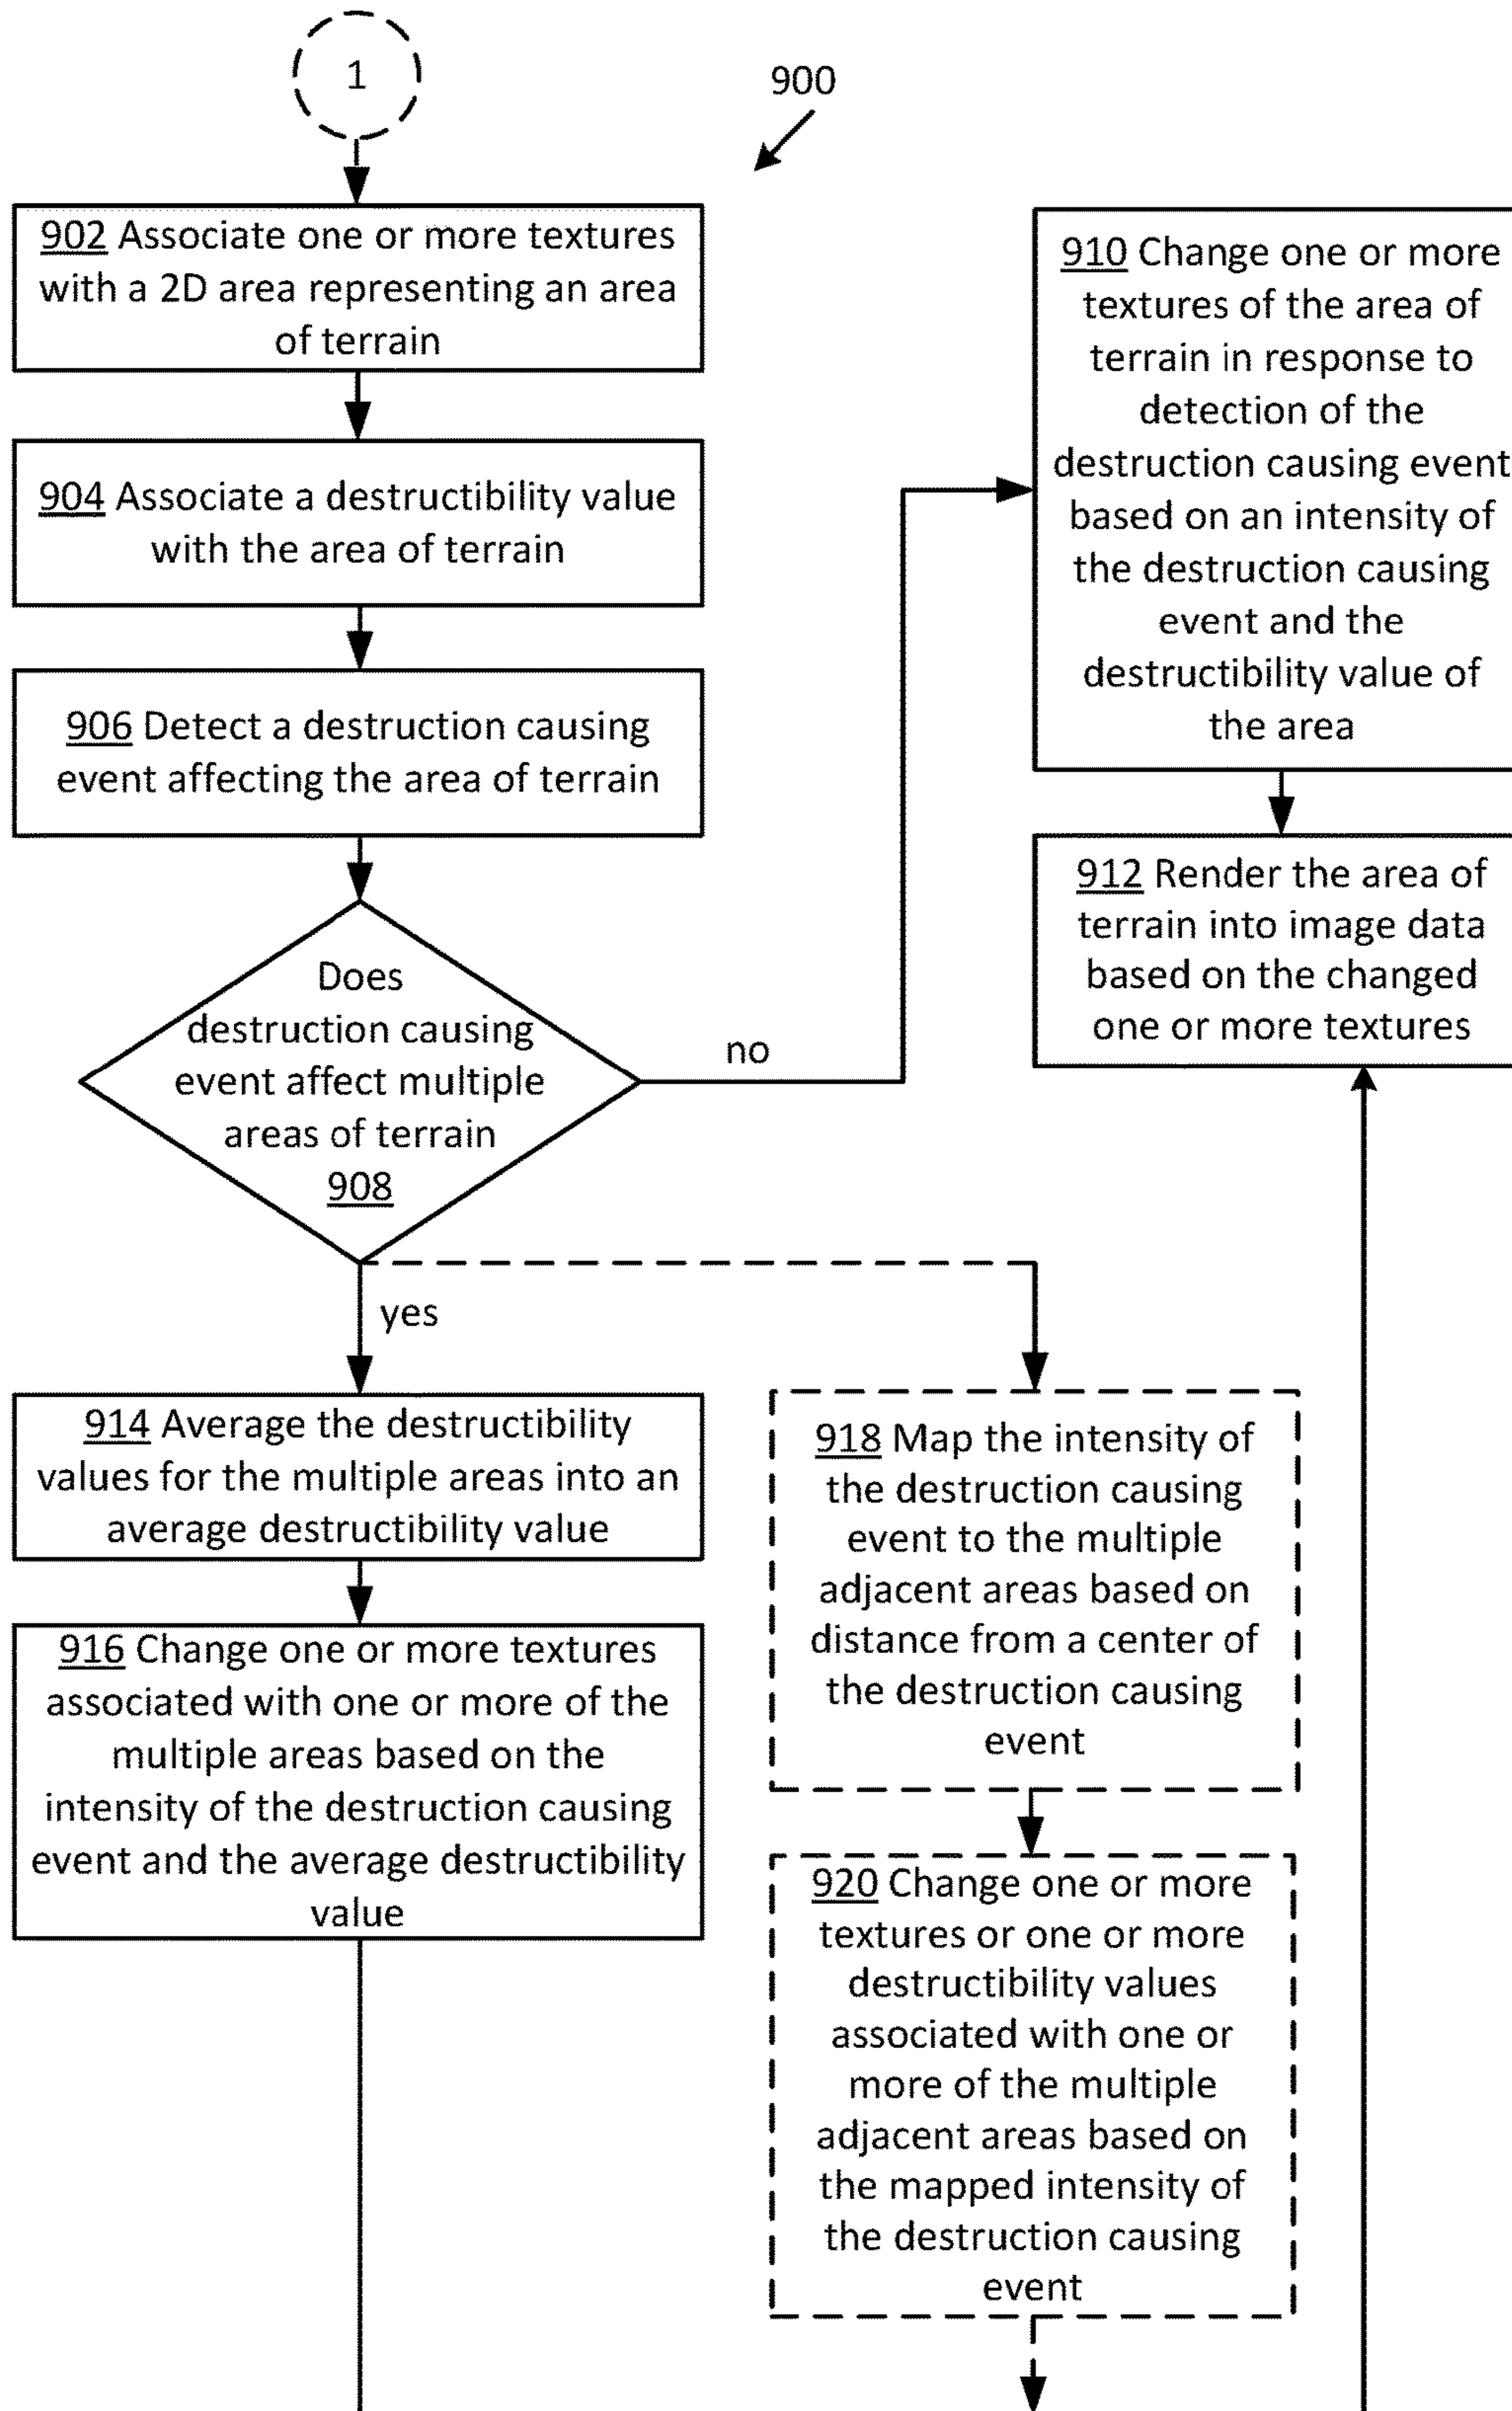 1
900
902 Associate one or more textures
with a 2D area representing an area
of terrain
904 Associate a destructibility value
with the area of terrain
906 Detect a destruction causing
event affecting the area of terrain
Does
destruction causing
event affect multiple
areas of terrain
908
no
yes
910 Change one or more
textures of the area of
terrain in response to
detection of the
destruction causing event
based on an intensity of
the destruction causing
event and the
destructibility value of
the area
912 Render the area of
terrain into image data
based on the changed
one or more textures
914 Average the destructibility
values for the multiple areas into an
average destructibility value
916 Change one or more textures
associated with one or more of the
multiple areas based on the
intensity of the destruction causing
event and the average destructibility
value
918 Map the intensity of
the destruction causing
event to the multiple
adjacent areas based on
distance from a center of
the destruction causing
event
920 Change one or more
textures or one or more
destructibility values
associated with one or
more of the multiple
adjacent areas based on
the mapped intensity of
the destruction causing
event